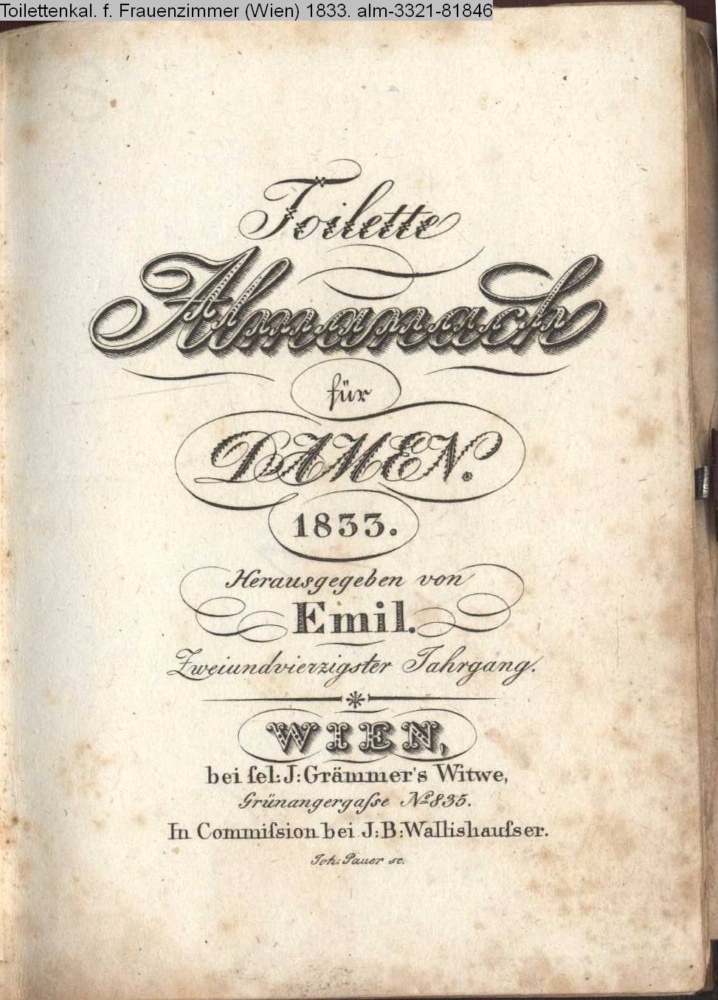 Toilettenkal. f. Frauenzimmer (Wien) 1833. alm-3321-81846
Toilette
Almanach
für
DAMEN.
1833.
Herausgegeben von
Emil.
Zweiundvierzigster Jahrgang.
WIEN,
bei ſel: J: Grämmer's Witwe,
Grünangergaſse No. 835.
In Commiſsion bei J: B: Wallishauſser.
Joh: Pauer sc.